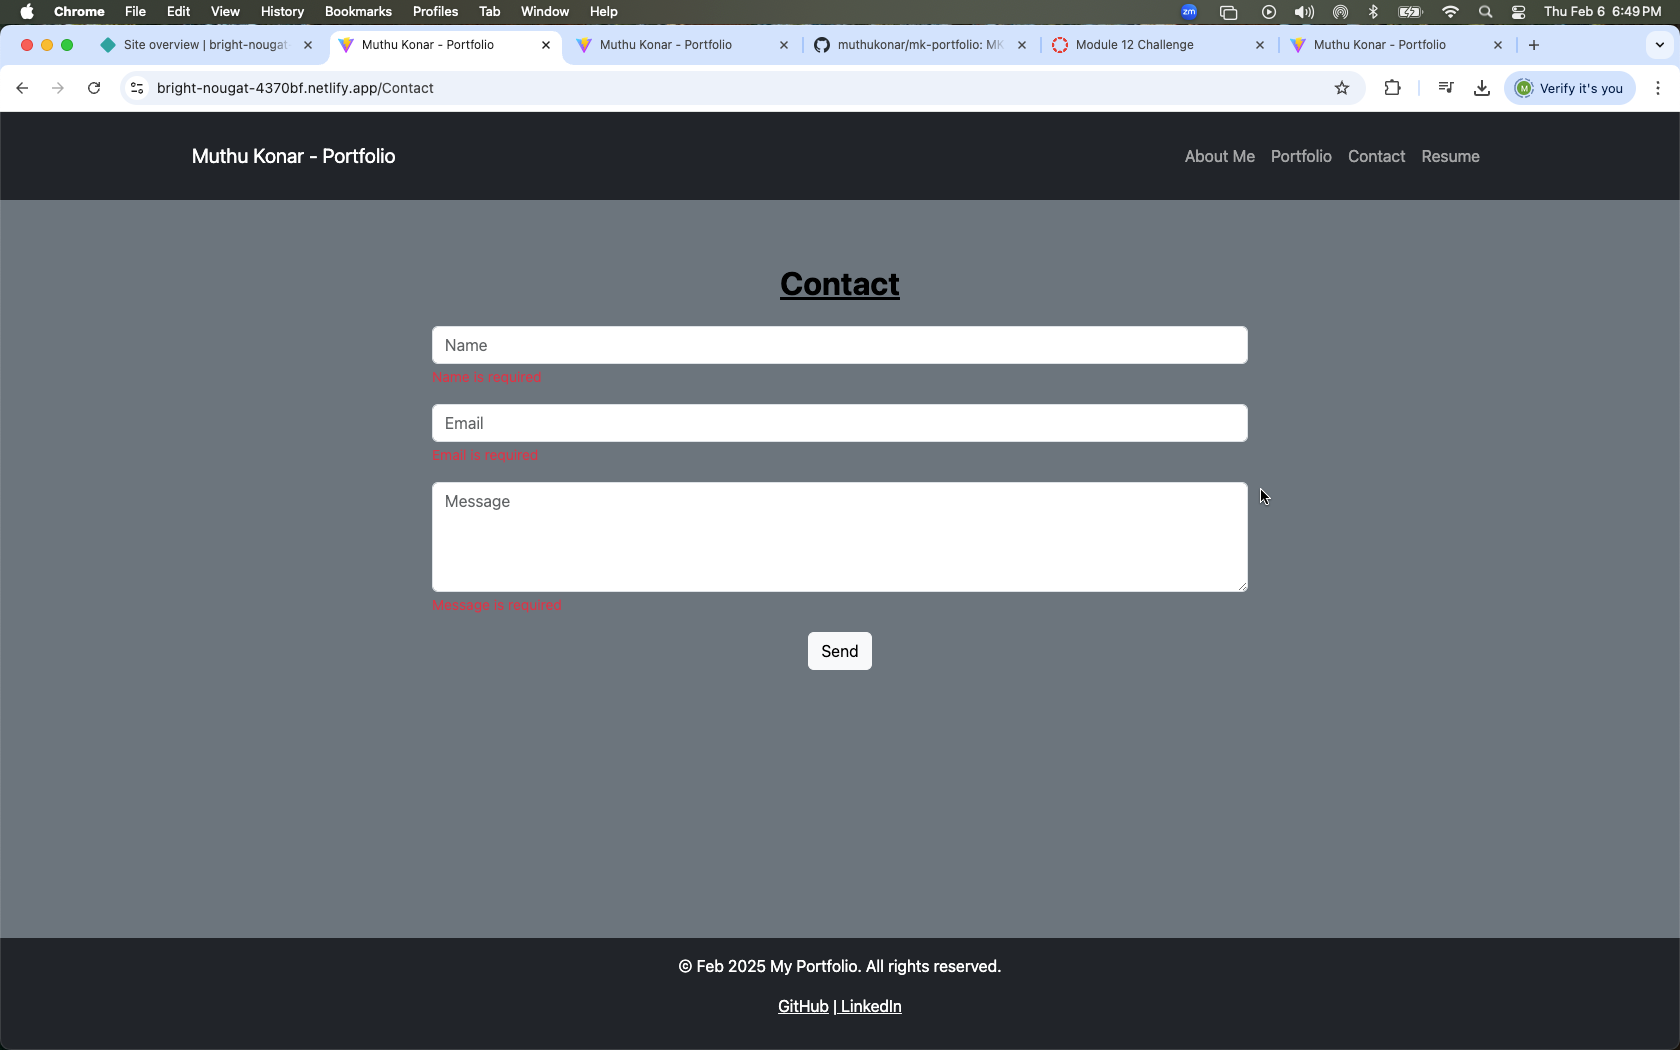 Chrome File Edit View History Bookmarks Profiles Tab Window Help zm Thu Feb 6 6:49 PM
Site overview | bright-nougat Muthu Konar - Portfolio Muthu Konar - Portfolio muthukonar/mk-portfolio: MK Module 12 Challenge Muthu Konar - Portfolio
bright-nougat-4370bf.netlify.app/Contact M Verify it's you
Muthu Konar - Portfolio About Me Portfolio Contact Resume
Contact
Name
Name is required
Email
Email is required
Message
Message is required
Send
© Feb 2025 My Portfolio. All rights reserved.
GitHub | LinkedIn